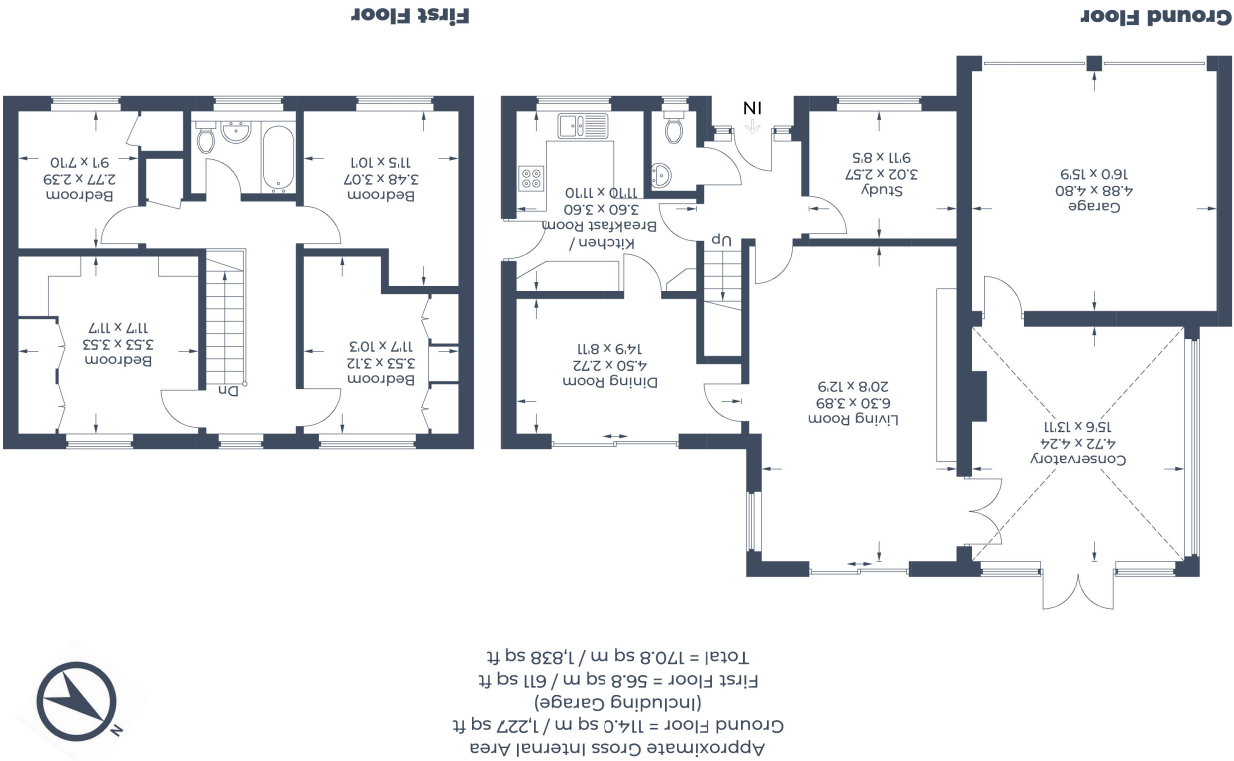 Approximate Gross Internal Area
Ground Floor = 114.0 sq m / 1,227 sq ft
(Including Garage)
First Floor = 56.8 sq m / 611 sq ft
Total = 170.8 sq m / 1,838 sq ft
N
Conservatory
4.72 x 4.24
15'6 x 13'11
Living Room
6.30 x 3.89
20'8 x 12'9
Dining Room
4.50 x 2.72
14'9 x 8'11
Garage
4.88 x 4.80
16'0 x 15'9
Study
3.02 x 2.57
9'11 x 8'5
Up
Kitchen /
Breakfast Room
3.60 x 3.60
11'10 x 11'10
IN
Ground Floor
Dn
Bedroom
3.53 x 3.12
11'7 x 10'3
Bedroom
3.53 x 3.53
11'7 x 11'7
Bedroom
3.48 x 3.07
11'5 x 10'1
Bedroom
2.77 x 2.39
9'1 x 7'10
First Floor